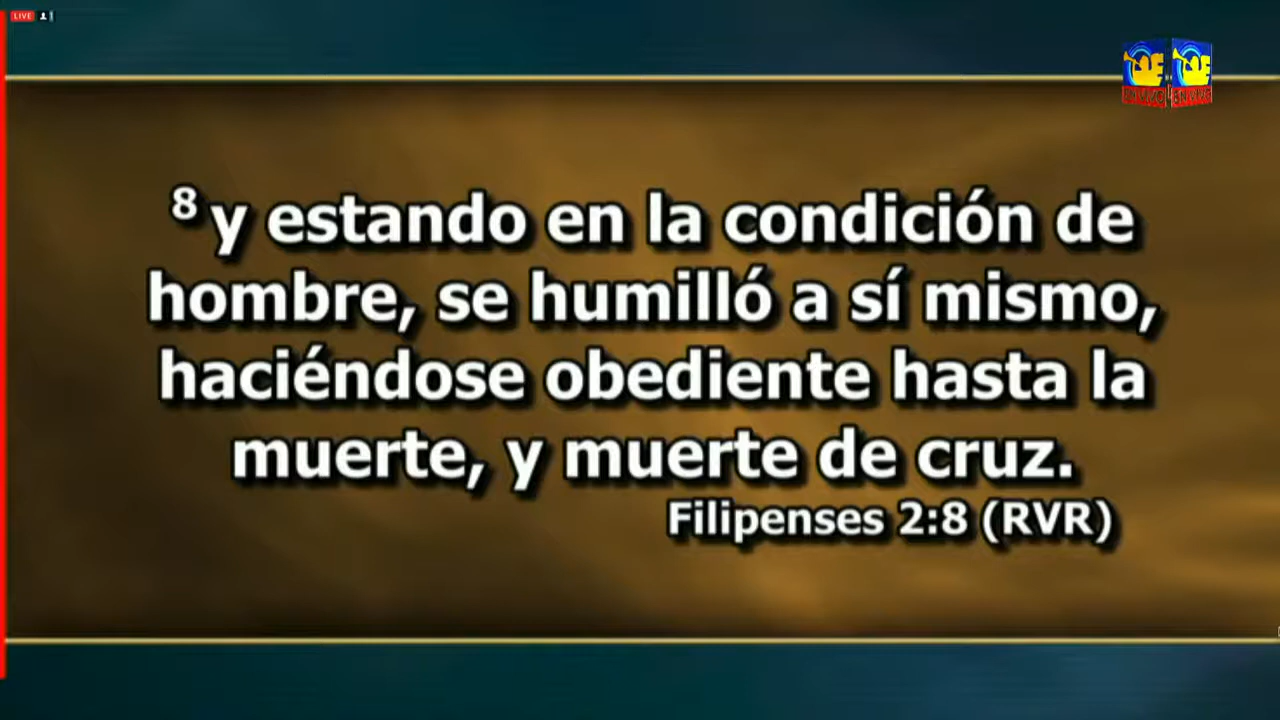 LIVE
8 y estando en la condición de
hombre, se humilló a sí mismo,
haciéndose obediente hasta la
muerte, y muerte de cruz.
Filipenses 2:8 (RVR)